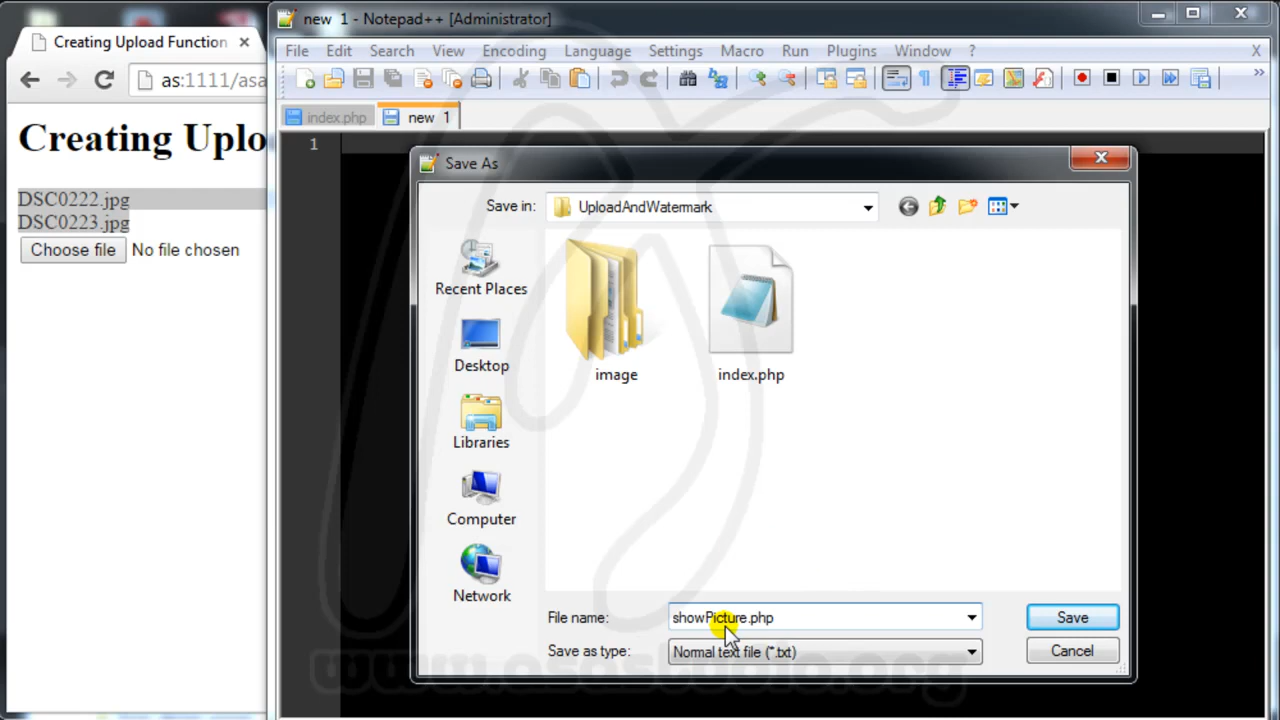 new 1 - Notepad++ [Administrator]
Creating Upload Function
as:1111/asa
File Edit Search View Encoding Language Settings Macro Run Plugins Window ? X
index.php
new 1
1
Creating Uplo
DSC0222.jpg
DSC0223.jpg
Choose file No file chosen
Save As
Save in: UploadAndWatermark
Recent Places
Desktop
Libraries
Computer
Network
image
index.php
File name: showPicture.php Save
Save as type: Normal text file (*.txt) Cancel